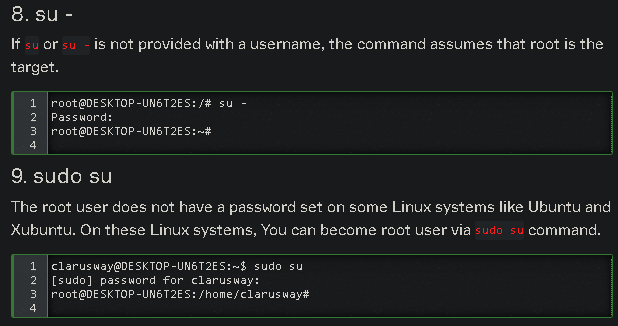 8. su -
If su or su - is not provided with a username, the command assumes that root is the
target.
1 root@DESKTOP-UN6T2ES:/# su -
2 Password:
3 root@DESKTOP-UN6T2ES:~#
4
9. sudo su
The root user does not have a password set on some Linux systems like Ubuntu and
Xubuntu. On these Linux systems, You can become root user via sudo su command.
1 clarusway@DESKTOP-UN6T2ES:~$ sudo su
2 [sudo] password for clarusway:
3 root@DESKTOP-UN6T2ES:/home/clarusway#
4